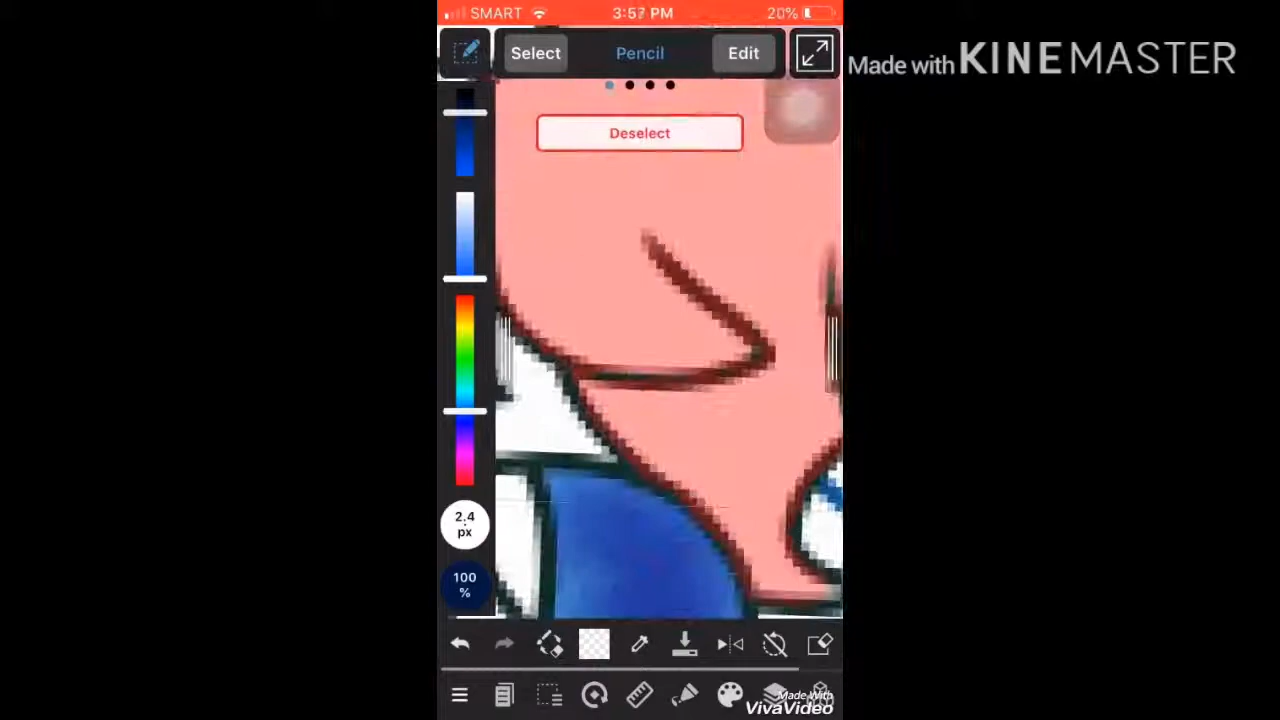 SMART 3:57 PM 20%
Select Pencil Edit
Made with KINEMASTER
Deselect
2.4
px
100
%
Made With
VivaVideo